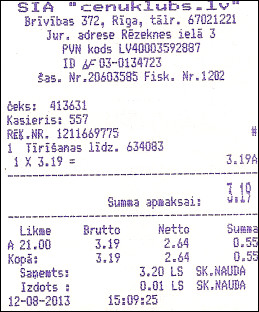 SIA "cenuklubs.lv"
Brīvības 372, Rīga, tālr. 67021221
Jur. adrese Rēzeknes ielā 3
PVN kods LV40003592887
ID 03-0134723
Šas. Nr.20603585 Fisk. Nr.1202
čeks: 413631
Kasieris: 557
REĶ.NR. 1211669775 #
1 Tīrīšanas līdz. 634083
1 X 3.19 = 3.19A
Summa apmaksai: 3.19
Likme Brutto Netto Summa
A 21.00 3.19 2.64 0.55
Kopā: 3.19 2.64 0.55
Saņemts: 3.20 LS SK.NAUDA
Izdots : 0.01 LS SK.NAUDA
12-08-2013 15:09:25